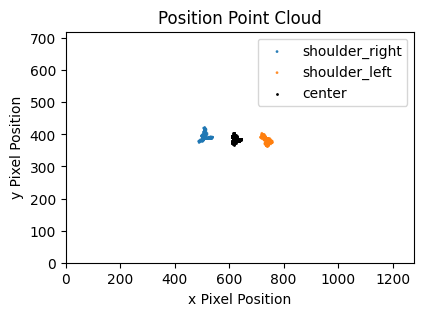 Position Point Cloud
shoulder_right
shoulder_left
center
y Pixel Position
700
600
500
400
300
200
100
0
0 200 400 600 800 1000 1200
x Pixel Position